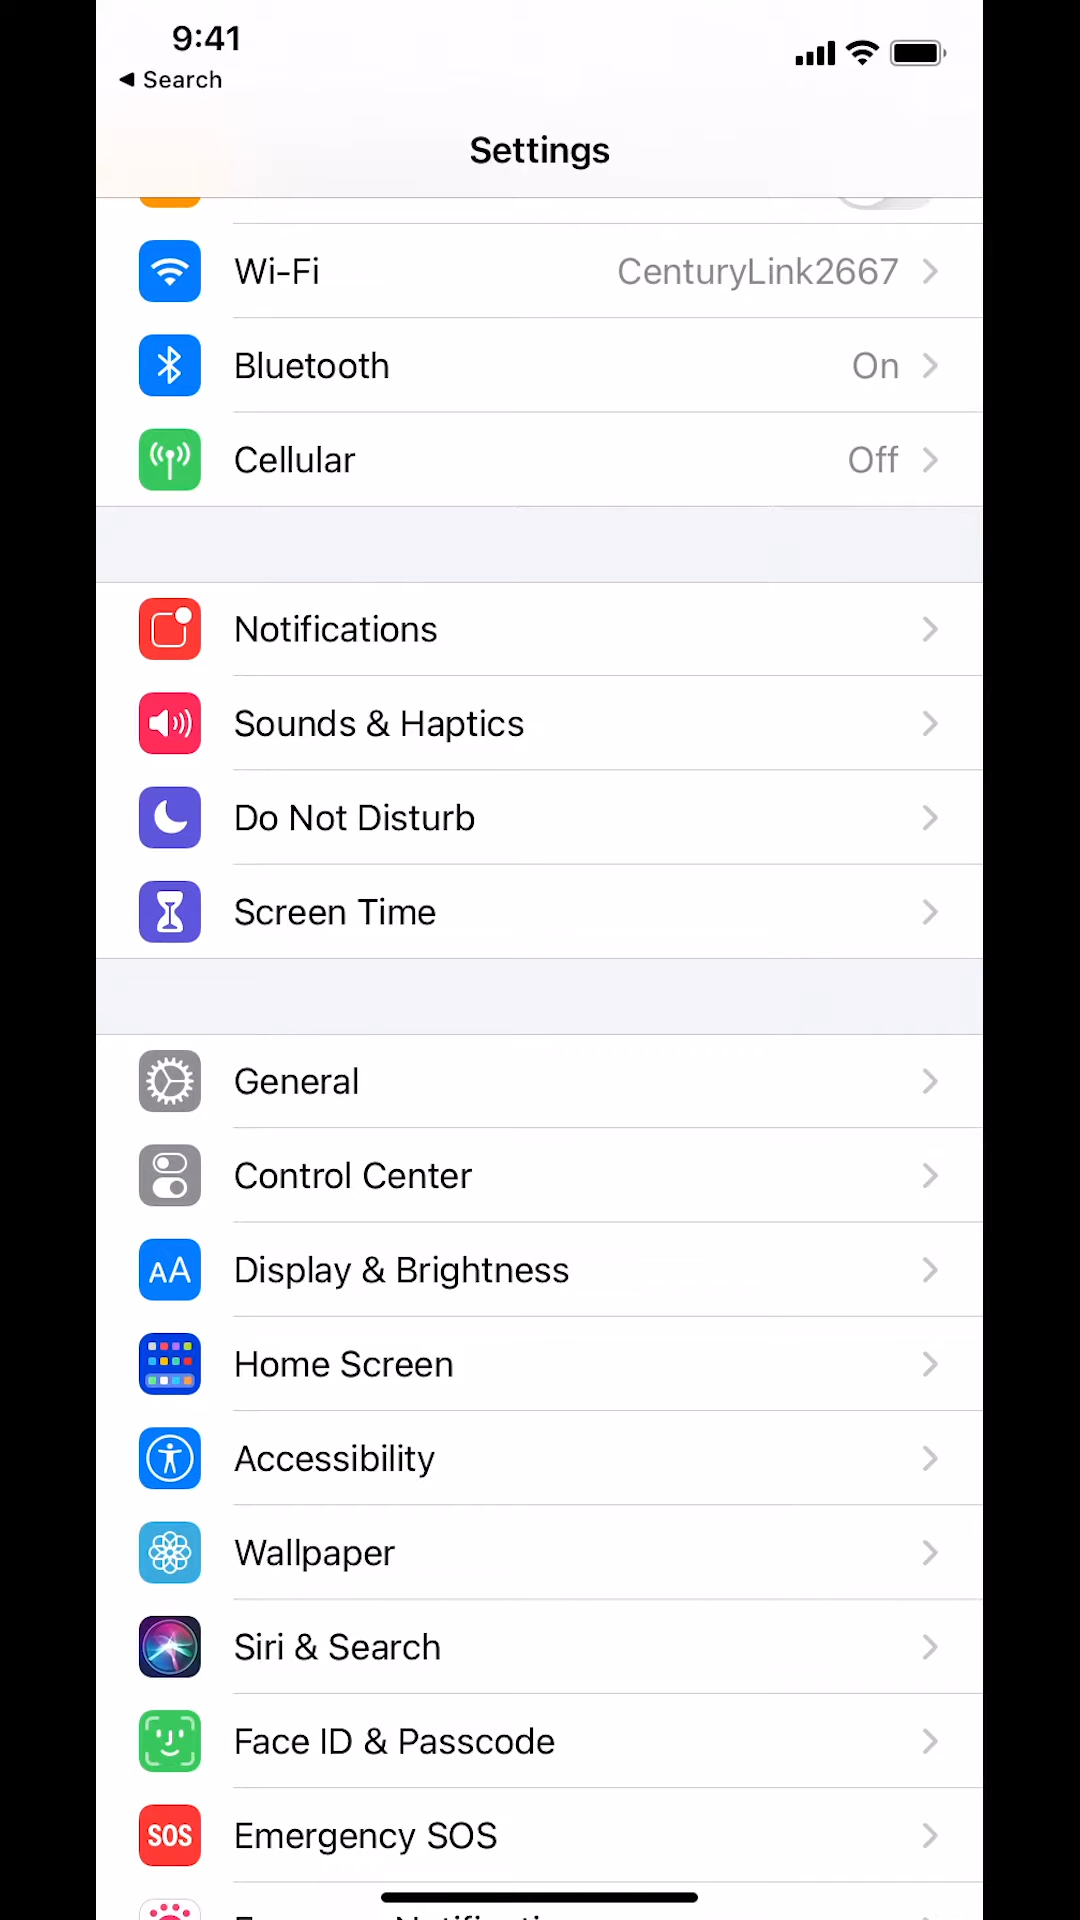 9:41
◀ Search
Settings
Wi-Fi CenturyLink2667
Bluetooth On
Cellular Off
Notifications
Sounds & Haptics
Do Not Disturb
Screen Time
General
Control Center
AA Display & Brightness
Home Screen
Accessibility
Wallpaper
Siri & Search
Face ID & Passcode
SOS Emergency SOS